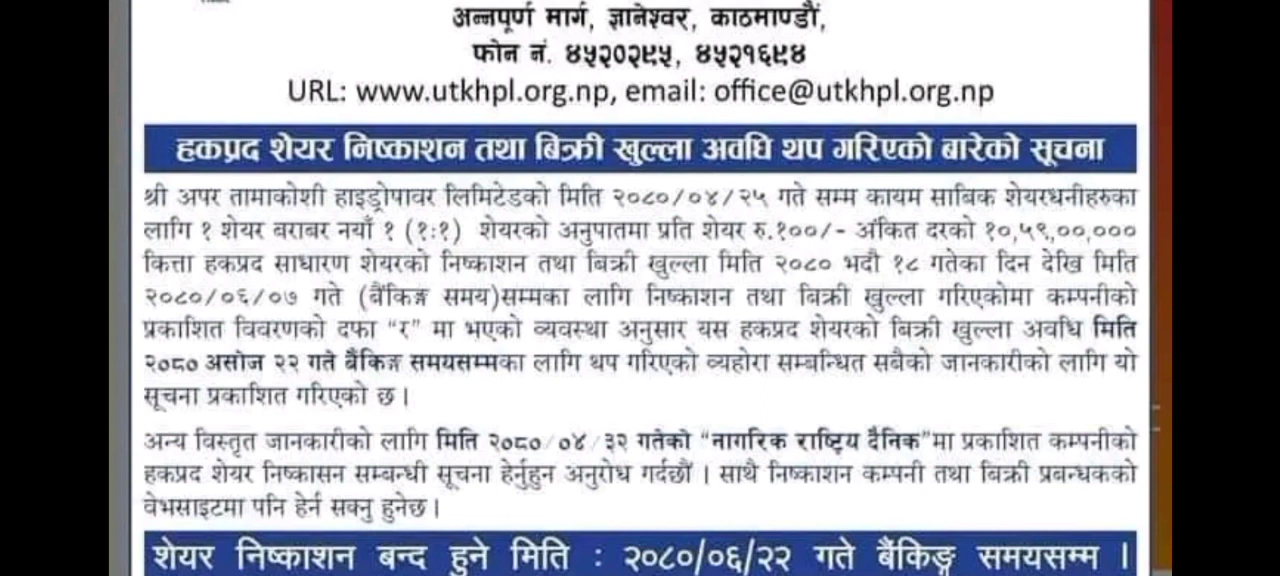 अन्नपूर्ण मार्ग, ज्ञानेश्वर, काठमाण्डौं,
फोन नं. ४५२०२९५, ४५२१६९४
URL: www.utkhpl.org.np, email: office@utkhpl.org.np
हकप्रद शेयर निष्काशन तथा बिक्री खुल्ला अवधि थप गरिएको बारेको सूचना
श्री अपर तामाकोशी हाइड्रोपावर लिमिटेडको मिति २०८०/०४/२५ गते सम्म कायम साबिक शेयरधनीहरुका
लागि १ शेयर बराबर नयाँ १ (१:१) शेयरको अनुपातमा प्रति शेयर रु.१००/- अंकित दरको १०,५९,००,०००
कित्ता हकप्रद साधारण शेयरको निष्काशन तथा बिक्री खुल्ला मिति २०८० भदौ १८ गतेका दिन देखि मिति
२०८०/०६/०७ गते (बैंकिङ्ग समय)सम्मका लागि निष्काशन तथा बिक्री खुल्ला गरिएकोमा कम्पनीको
प्रकाशित विवरणको दफा “र” मा भएको व्यवस्था अनुसार यस हकप्रद शेयरको बिक्री खुल्ला अवधि मिति
२०८० असोज २२ गते बैंकिङ्ग समयसम्मका लागि थप गरिएको व्यहोरा सम्बन्धित सबैको जानकारीको लागि यो
सूचना प्रकाशित गरिएको छ ।
अन्य विस्तृत जानकारीको लागि मिति २०८०/०४/३२ गतेको “नागरिक राष्ट्रिय दैनिक”मा प्रकाशित कम्पनीको
हकप्रद शेयर निष्कासन सम्बन्धी सूचना हेर्नुहुन अनुरोध गर्दछौं । साथै निष्काशन कम्पनी तथा बिक्री प्रबन्धकको
वेभसाइटमा पनि हेर्न सक्नु हुनेछ ।
शेयर निष्काशन बन्द हुने मिति : २०८०/०६/२२ गते बैंकिङ्ग समयसम्म ।